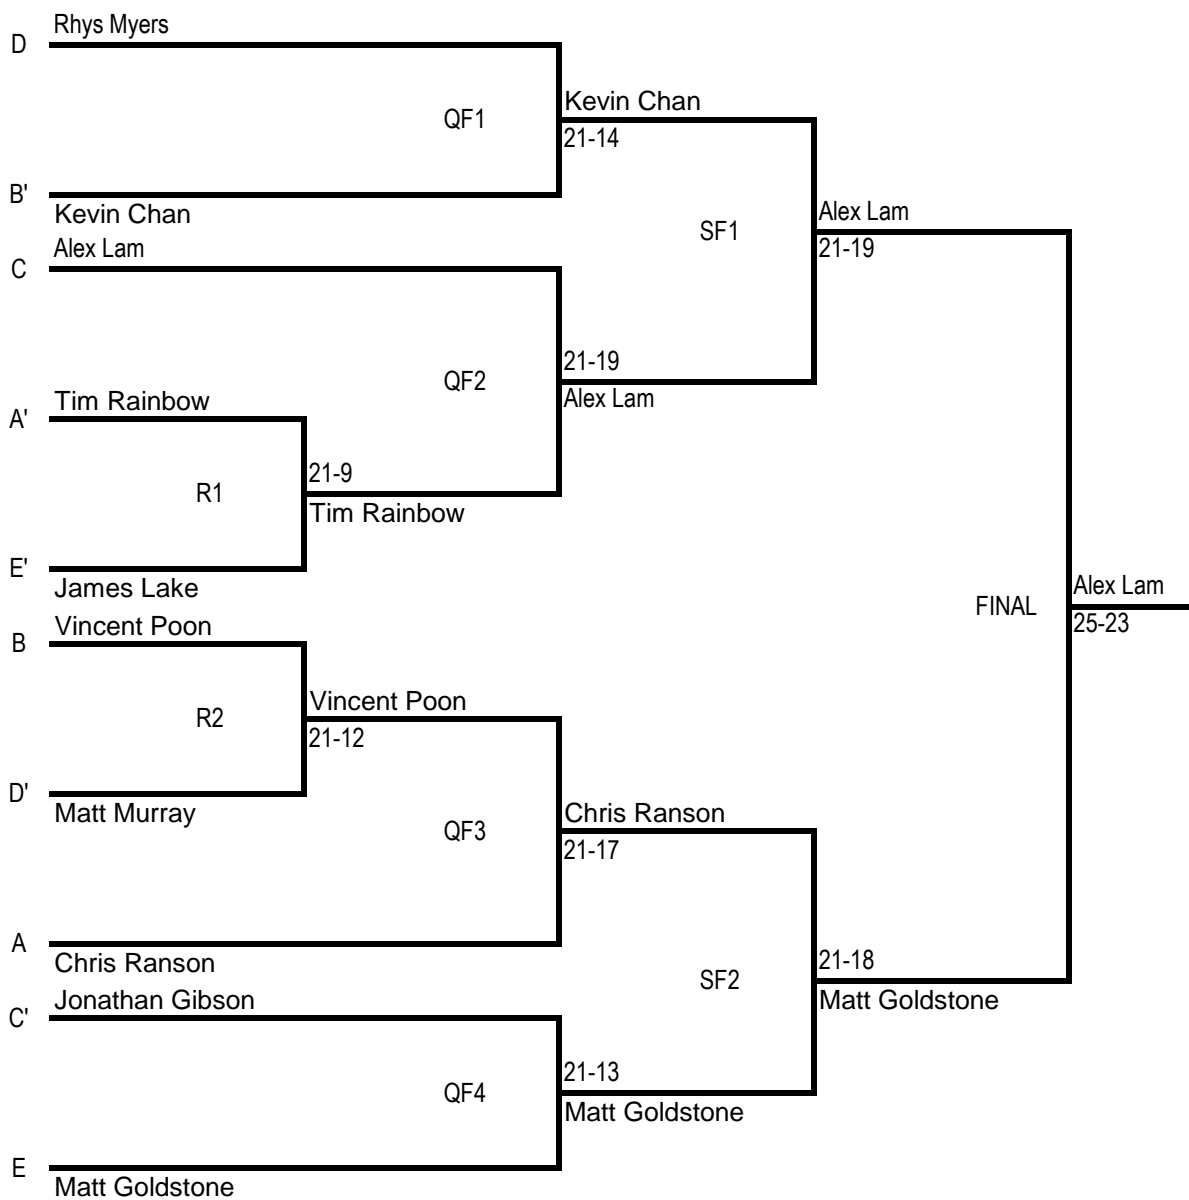 Rhys Myers
D
Kevin Chan
QF1
21-14
B'
Kevin Chan
Alex Lam
SF1
Alex Lam
21-19
C
21-19
QF2
Alex Lam
Tim Rainbow
A'
21-9
R1
Tim Rainbow
E'
James Lake
Alex Lam
FINAL
25-23
Vincent Poon
B
Vincent Poon
R2
21-12
D'
Matt Murray
Chris Ranson
QF3
21-17
A
Chris Ranson
21-18
SF2
Matt Goldstone
Jonathan Gibson
C'
21-13
QF4
Matt Goldstone
E
Matt Goldstone